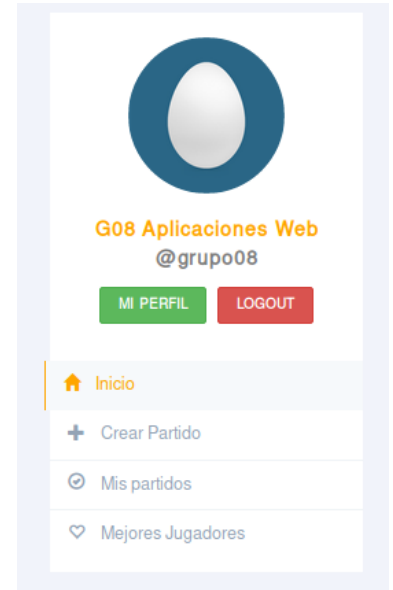 G08 Aplicaciones Web
@grupo08
MI PERFIL LOGOUT
Inicio
Crear Partido
Mis partidos
Mejores Jugadores